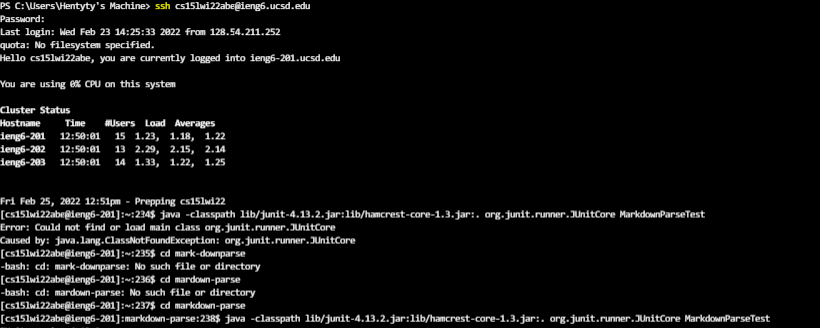 PS C:\Users\Hentyty's Machine> ssh cs15lwi22abe@ieng6.ucsd.edu
Password:
Last login: Wed Feb 23 14:25:33 2022 from 128.54.211.252
quota: No filesystem specified.
Hello cs15lwi22abe, you are currently logged into ieng6-201.ucsd.edu
You are using 0% CPU on this system
Cluster Status
Hostname Time #Users Load Averages
ieng6-201 12:50:01 15 1.23, 1.18, 1.22
ieng6-202 12:50:01 13 2.29, 2.15, 2.14
ieng6-203 12:50:01 14 1.33, 1.22, 1.25
Fri Feb 25, 2022 12:51pm - Prepping cs15lwi22
[cs15lwi22abe@ieng6-201]:~:234$ java -classpath lib/junit-4.13.2.jar:lib/hamcrest-core-1.3.jar:. org.junit.runner.JUnitCore MarkdownParseTest
Error: Could not find or load main class org.junit.runner.JUnitCore
Caused by: java.lang.ClassNotFoundException: org.junit.runner.JUnitCore
[cs15lwi22abe@ieng6-201]:~:235$ cd mark-downparse
-bash: cd: mark-downparse: No such file or directory
[cs15lwi22abe@ieng6-201]:~:236$ cd mardown-parse
-bash: cd: mardown-parse: No such file or directory
[cs15lwi22abe@ieng6-201]:~:237$ cd markdown-parse
[cs15lwi22abe@ieng6-201]:markdown-parse:238$ java -classpath lib/junit-4.13.2.jar:lib/hamcrest-core-1.3.jar:. org.junit.runner.JUnitCore MarkdownParseTest